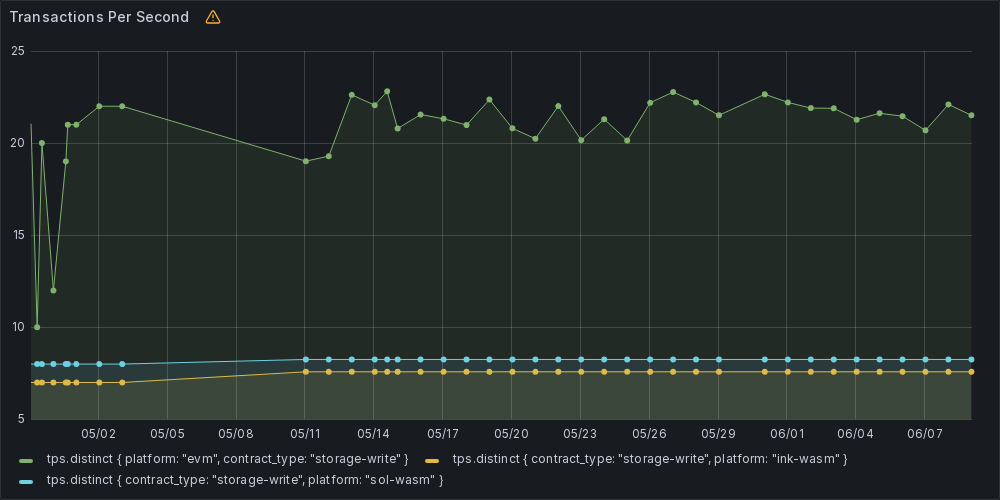 Transactions Per Second
25
20
15
10
5
05/02 05/05 05/08 05/11 05/14 05/17 05/20 05/23 05/26 05/29 06/01 06/04 06/07
tps.distinct { platform: "evm", contract_type: "storage-write" } tps.distinct { contract_type: "storage-write", platform: "ink-wasm" }
tps.distinct { contract_type: "storage-write", platform: "sol-wasm" }